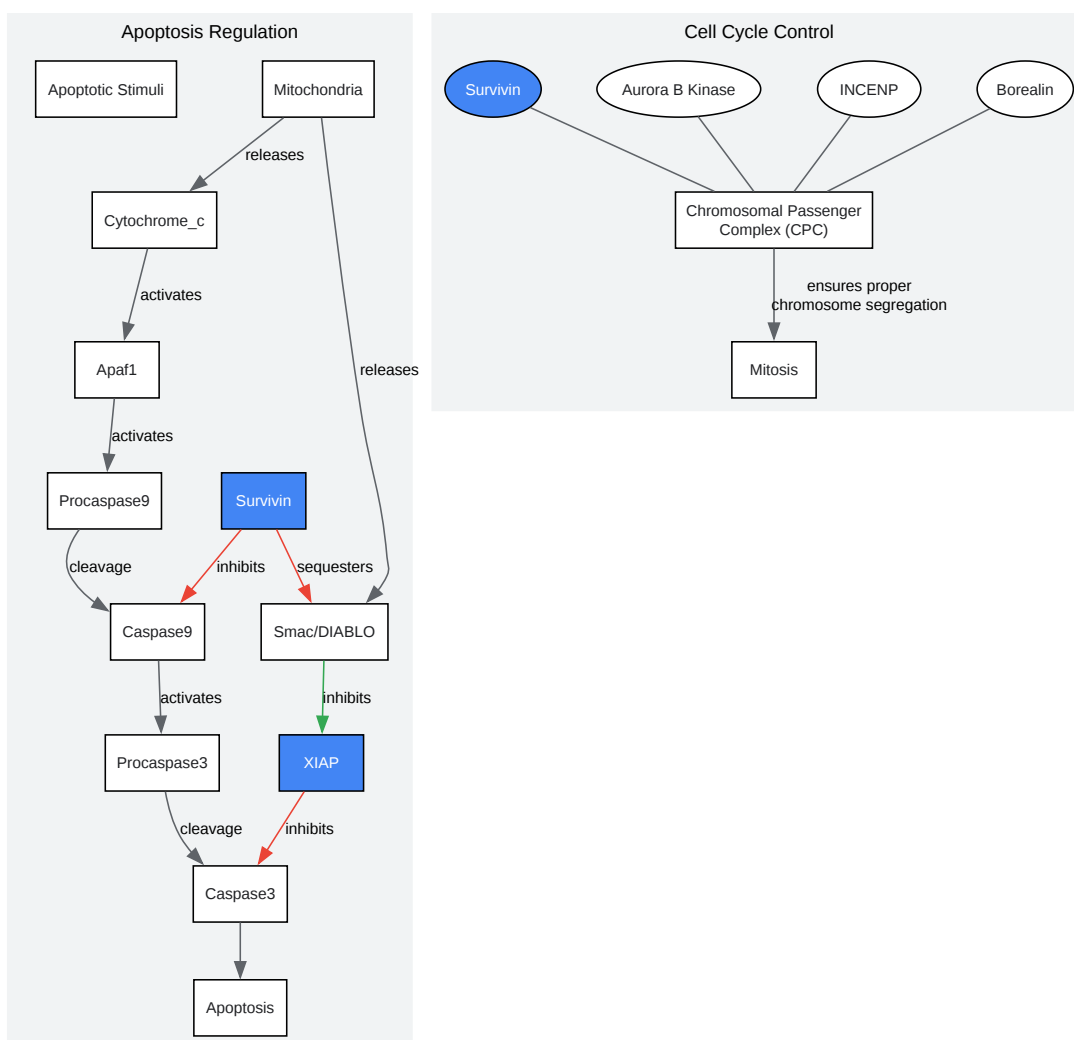 Apoptosis Regulation
Apoptotic Stimuli
Mitochondria
releases
Cytochrome_c
activates
Apaf1
releases
activates
Procaspase9
Survivin
cleavage
inhibits
sequesters
Caspase9
Smac/DIABLO
activates
inhibits
Procaspase3
XIAP
cleavage
inhibits
Caspase3
Apoptosis
Cell Cycle Control
Survivin
Aurora B Kinase
INCENP
Borealin
Chromosomal Passenger
Complex (CPC)
ensures proper
chromosome segregation
Mitosis